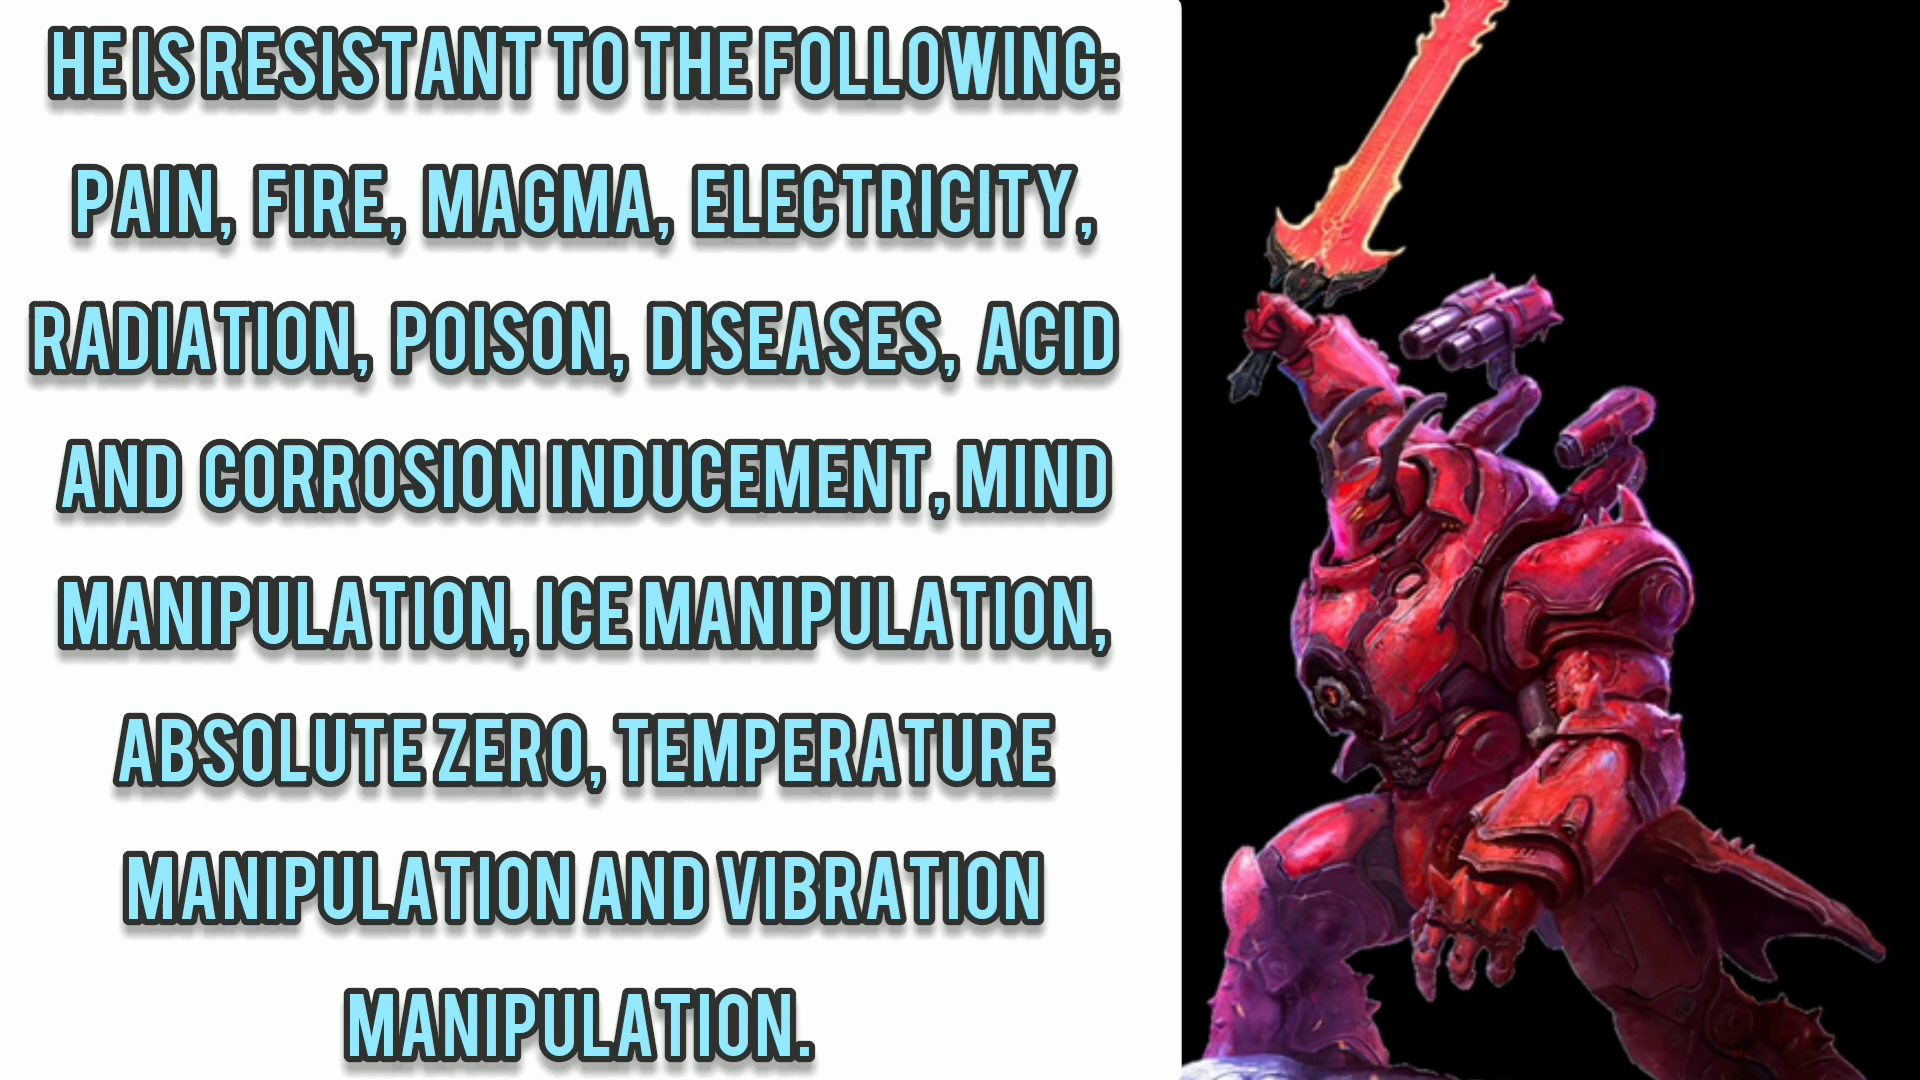 HE IS RESISTANT TO THE FOLLOWING:
PAIN, FIRE, MAGMA, ELECTRICITY,
RADIATION, POISON, DISEASES, ACID
AND CORROSION INDUCEMENT, MIND
MANIPULATION, ICE MANIPULATION,
ABSOLUTE ZERO, TEMPERATURE
MANIPULATION AND VIBRATION
MANIPULATION.